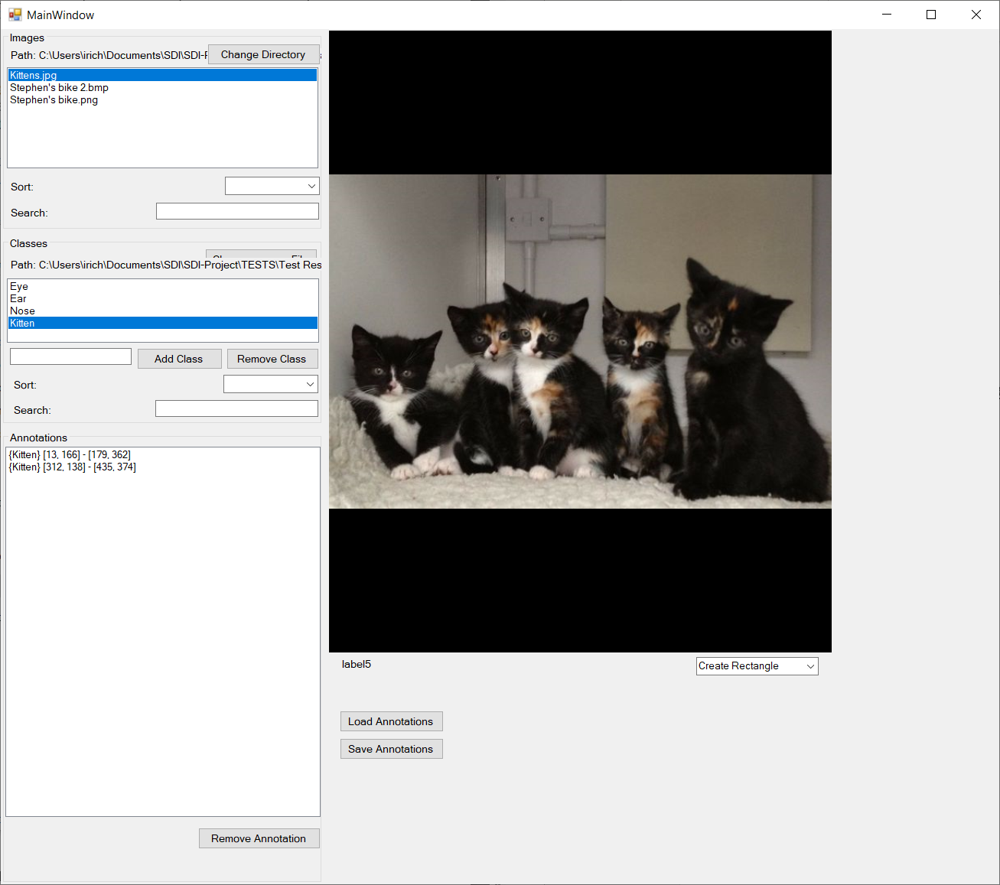 MainWindow
Images
Path: C:\Users\irich\Documents\SDI\SDI-
Change Directory
Kittens.jpg
Stephen's bike 2.bmp
Stephen's bike.png
Sort:
Search:
Classes
Path: C:\Users\irich\Documents\SDI\SDI-Project\TESTS\Test Res
Eye
Ear
Nose
Kitten
Add Class
Remove Class
Sort:
Search:
Annotations
{Kitten} [13, 166] - [179, 362]
{Kitten} [312, 138] - [435, 374]
label5
Create Rectangle
Load Annotations
Save Annotations
Remove Annotation